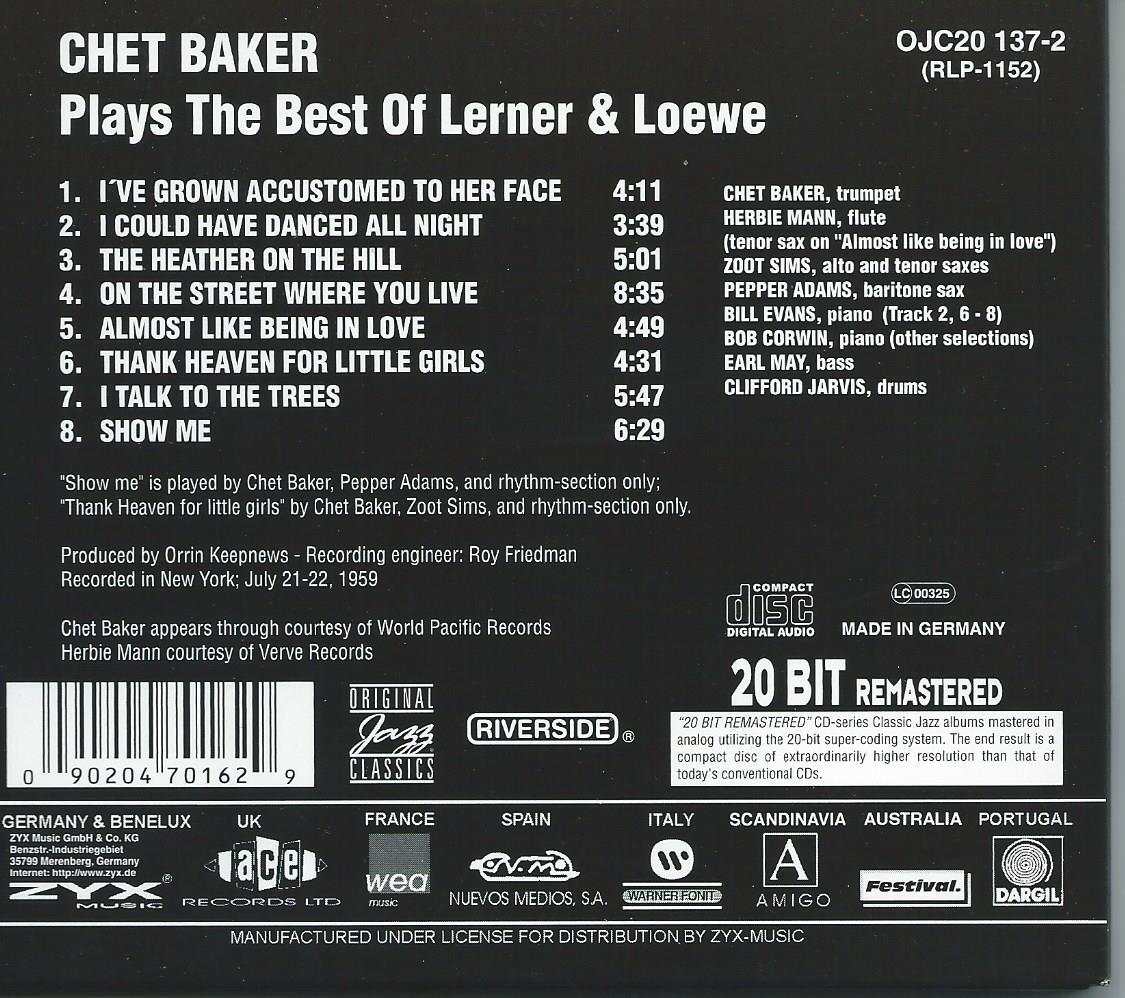 CHET BAKER
Plays The Best Of Lerner & Loewe
OJC20 137-2
(RLP-1152)
1. I´VE GROWN ACCUSTOMED TO HER FACE 4:11
2. I COULD HAVE DANCED ALL NIGHT 3:39
3. THE HEATHER ON THE HILL 5:01
4. ON THE STREET WHERE YOU LIVE 8:35
5. ALMOST LIKE BEING IN LOVE 4:49
6. THANK HEAVEN FOR LITTLE GIRLS 4:31
7. I TALK TO THE TREES 5:47
8. SHOW ME 6:29
CHET BAKER, trumpet
HERBIE MANN, flute
(tenor sax on "Almost like being in love")
ZOOT SIMS, alto and tenor saxes
PEPPER ADAMS, baritone sax
BILL EVANS, piano (Track 2, 6 - 8)
BOB CORWIN, piano (other selections)
EARL MAY, bass
CLIFFORD JARVIS, drums
"Show me" is played by Chet Baker, Pepper Adams, and rhythm-section only;
"Thank Heaven for little girls" by Chet Baker, Zoot Sims, and rhythm-section only.
Produced by Orrin Keepnews - Recording engineer: Roy Friedman
Recorded in New York; July 21-22, 1959
Chet Baker appears through courtesy of World Pacific Records
Herbie Mann courtesy of Verve Records
COMPACT
disc
DIGITAL AUDIO
LC 00325
MADE IN GERMANY
20 BIT REMASTERED
"20 BIT REMASTERED" CD-series Classic Jazz albums mastered in
analog utilizing the 20-bit super-coding system. The end result is a
compact disc of extraordinarily higher resolution than that of
today's conventional CDs.
0 90204 70162 9
ORIGINAL
Jazz
CLASSICS
RIVERSIDE ®
GERMANY & BENELUX
ZYX Music GmbH & Co. KG
Benzstr.-Industriegebiet
35799 Merenberg, Germany
Internet: http://www.zyx.de
ZYX ®
MUSIC
UK
ace
RECORDS LTD
FRANCE
wea
music
SPAIN
N.M.
NUEVOS MEDIOS, S.A.
ITALY
WARNER FONIT
SCANDINAVIA
A
AMIGO
AUSTRALIA
Festival.
PORTUGAL
DARGIL
MANUFACTURED UNDER LICENSE FOR DISTRIBUTION BY ZYX-MUSIC